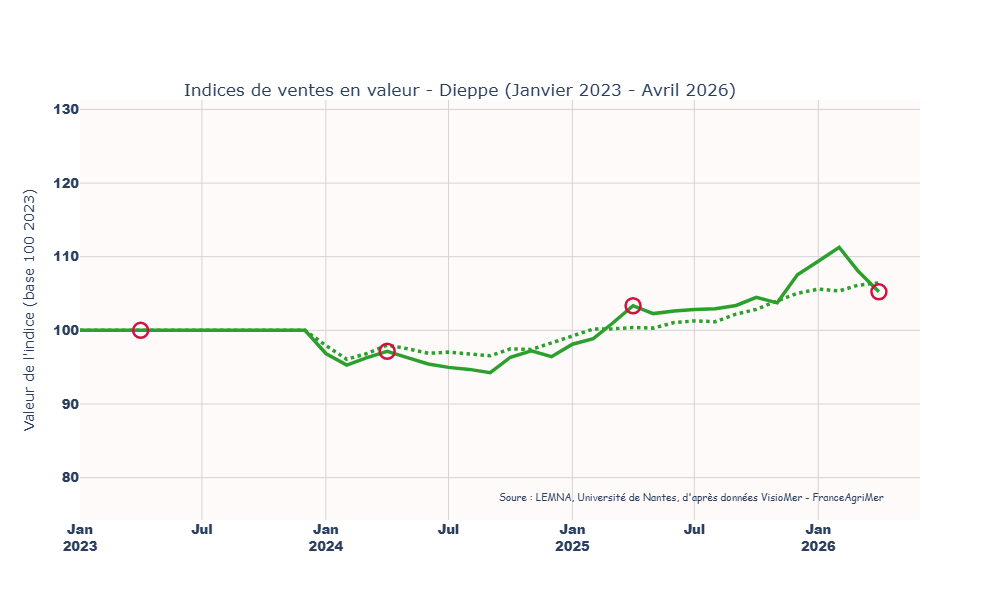 Indices de ventes en valeur - Dieppe (Janvier 2023 - Avril 2026)
Valeur de l'indice (base 100 2023)
130
120
110
100
90
80
Soure : LEMNA, Université de Nantes, d'après données VisioMer - FranceAgriMer
Jan Jul Jan Jul Jan Jul Jan
2023 2024 2025 2026